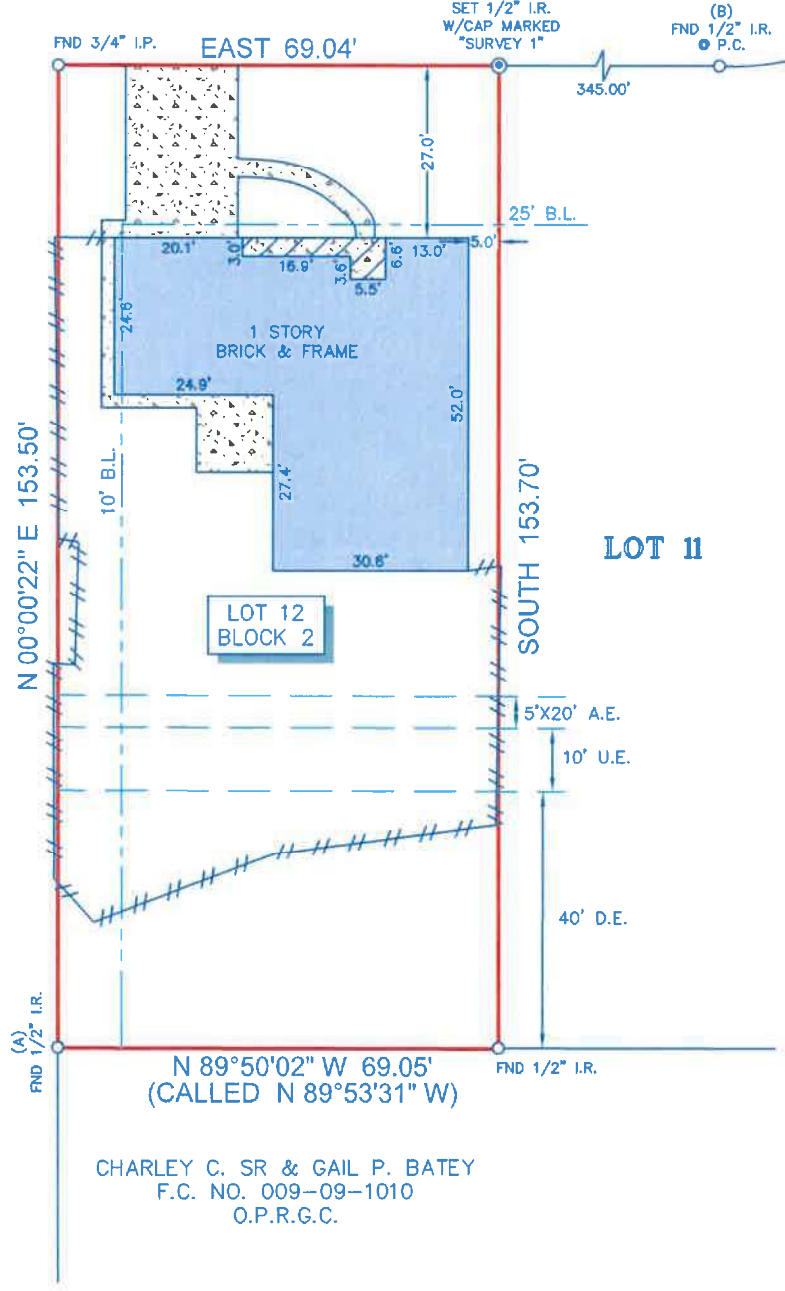 SET 1/2" I.R.
W/CAP MARKED
"SURVEY 1"
(B)
FND 1/2" I.R.
@ P.C.
FND 3/4" I.P.
EAST 69.04'
345.00'
27.0'
25' B.L.
20.1'
3.0'
16.9'
3.6'
5.5'
6.6'
13.0'
5.0'
24.6'
1 STORY
BRICK & FRAME
24.9'
52.0'
10' B.L.
27.4'
30.6'
N 00°00'22" E 153.50'
SOUTH 153.70'
LOT 11
LOT 12
BLOCK 2
5'X20' A.E.
10' U.E.
40' D.E.
(A)
FND 1/2" I.R.
N 89°50'02" W 69.05'
(CALLED N 89°53'31" W)
FND 1/2" I.R.
CHARLEY C. SR & GAIL P. BATEY
F.C. NO. 009-09-1010
O.P.R.G.C.